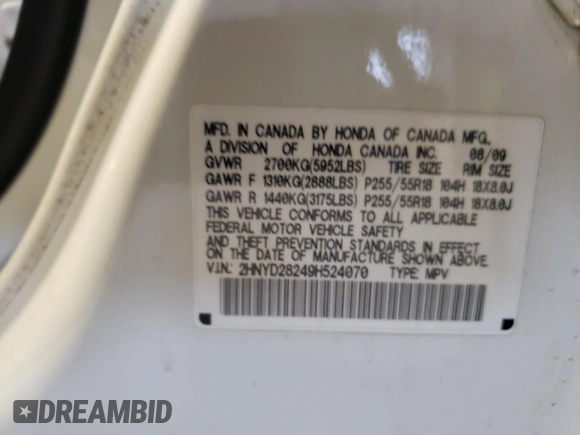 MFD. IN CANADA BY HONDA OF CANADA MFG.,
A DIVISION OF HONDA CANADA INC. 08/09
GVWR 2700KG(5952LBS) TIRE SIZE RIM SIZE
GAWR F 1310KG(2888LBS) P255/55R18 104H 18X8.0J
GAWR R 1440KG(3175LBS) P255/55R18 104H 18X8.0J
THIS VEHICLE CONFORMS TO ALL APPLICABLE
FEDERAL MOTOR VEHICLE SAFETY
AND THEFT PREVENTION STANDARDS IN EFFECT
ON THE DATE OF MANUFACTURE SHOWN ABOVE.
V.I.N.: 2HNYD28249H524070 TYPE: MPV
DREAMBID